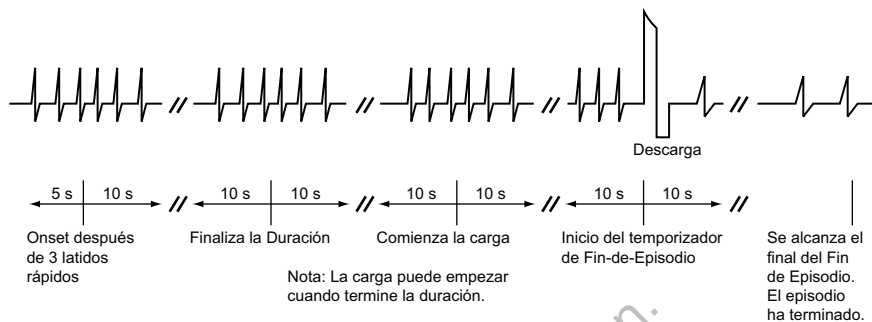 Descarga
5 s 10 s // 10 s 10 s // 10 s 10 s // 10 s 10 s //
Onset después
de 3 latidos
rápidos
Finaliza la Duración
Comienza la carga
Nota: La carga puede empezar
cuando termine la duración.
Inicio del temporizador
de Fin-de-Episodio
Se alcanza el
final del Fin
de Episodio.
El episodio
ha terminado.